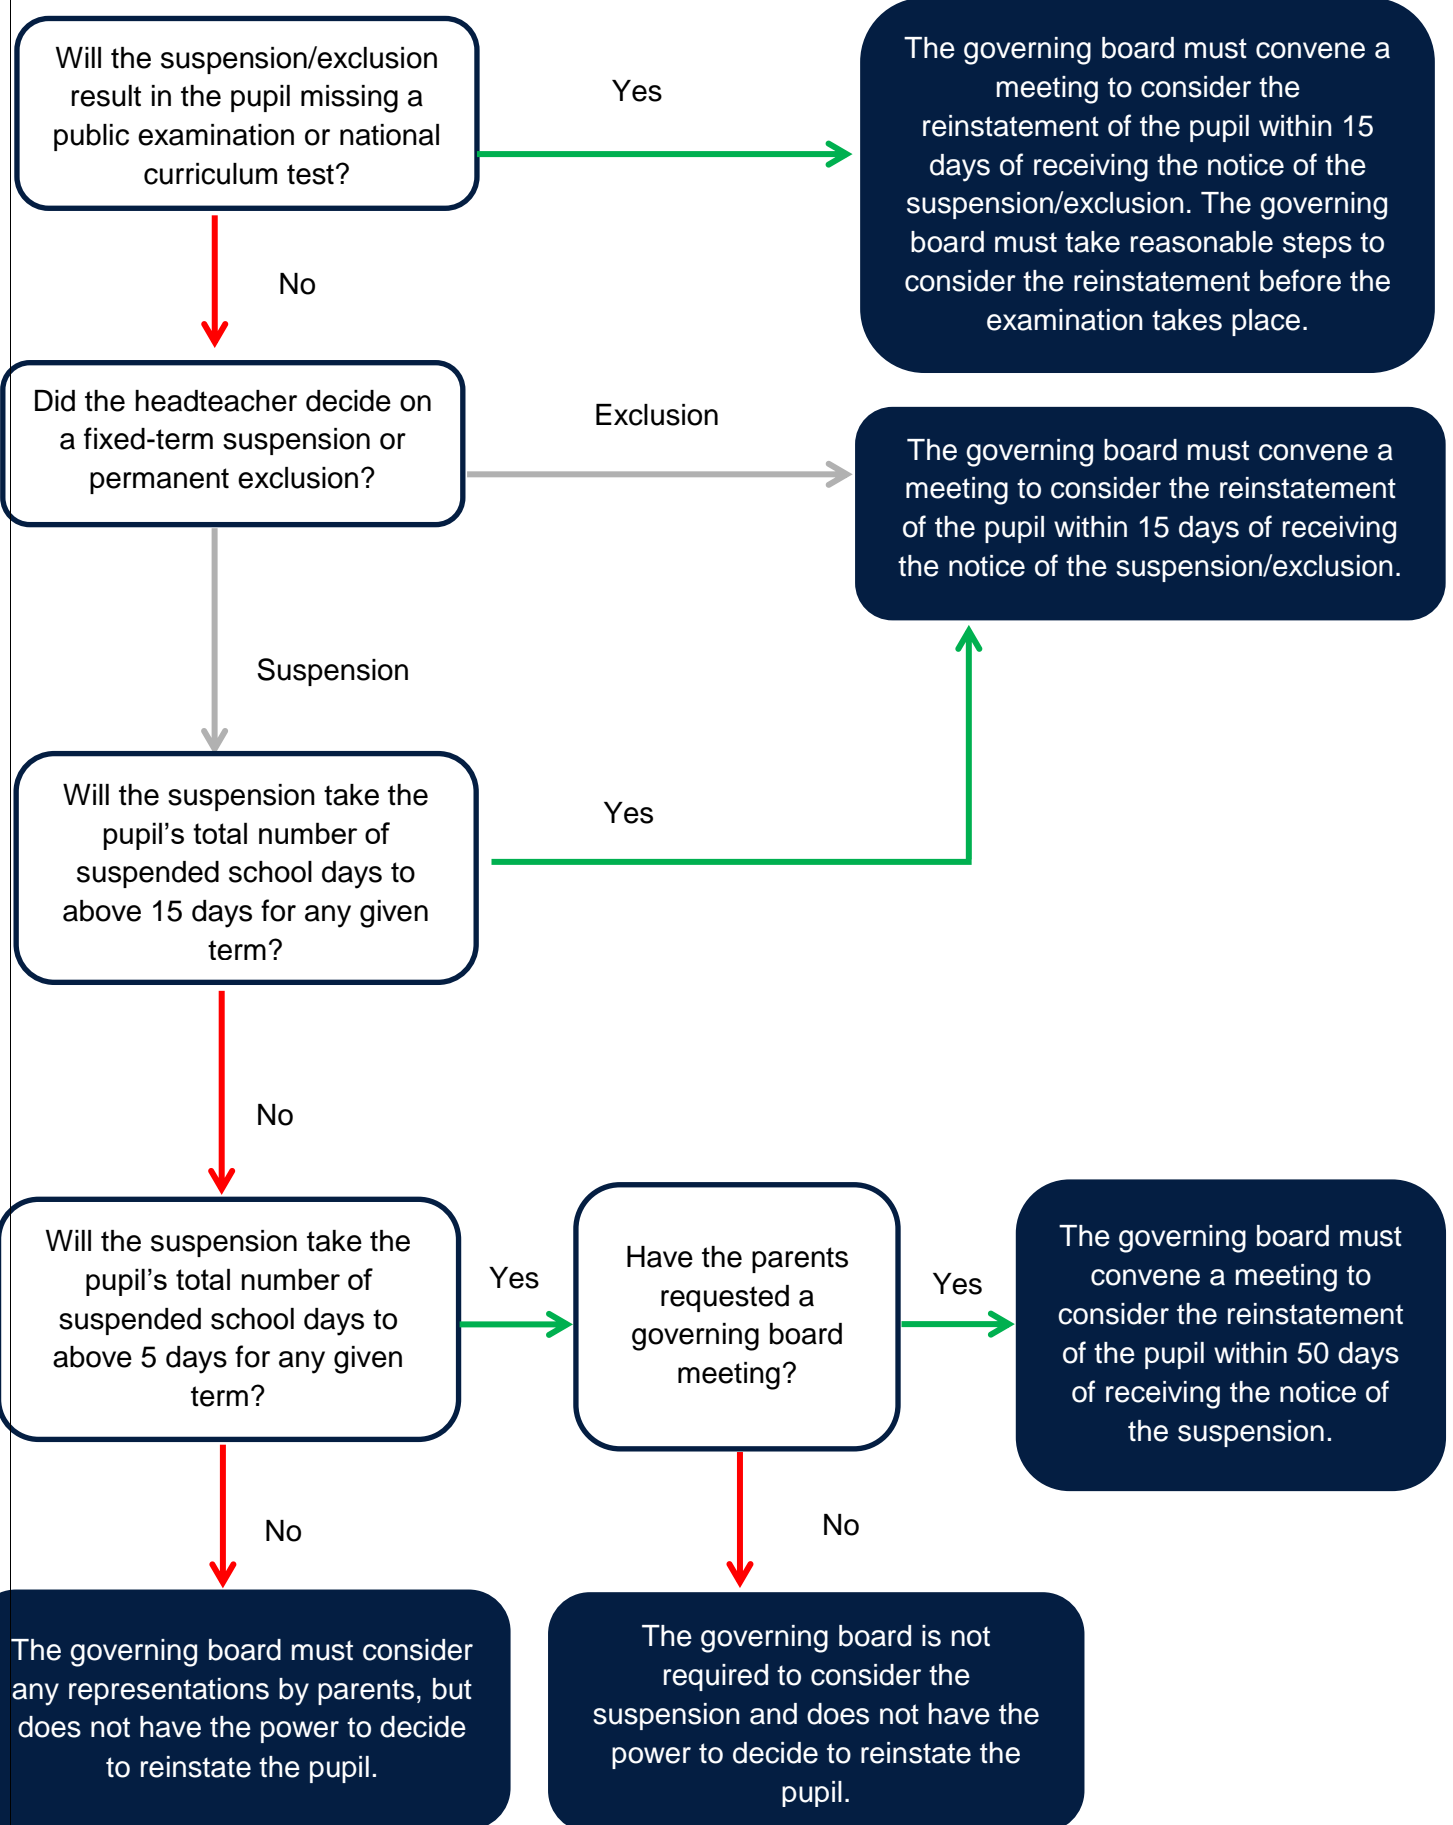 Will the suspension/exclusion
result in the pupil missing a
public examination or national
curriculum test?
Yes
The governing board must convene a
meeting to consider the
reinstatement of the pupil within 15
days of receiving the notice of the
suspension/exclusion. The governing
board must take reasonable steps to
consider the reinstatement before the
examination takes place.
No
Did the headteacher decide on
a fixed-term suspension or
permanent exclusion?
Exclusion
The governing board must convene a
meeting to consider the reinstatement
of the pupil within 15 days of receiving
the notice of the suspension/exclusion.
Suspension
Will the suspension take the
pupil’s total number of
suspended school days to
above 15 days for any given
term?
Yes
No
Will the suspension take the
pupil’s total number of
suspended school days to
above 5 days for any given
term?
Yes
Have the parents
requested a
governing board
meeting?
Yes
The governing board must
convene a meeting to
consider the reinstatement
of the pupil within 50 days
of receiving the notice of
the suspension.
No
No
The governing board must consider
any representations by parents, but
does not have the power to decide
to reinstate the pupil.
The governing board is not
required to consider the
suspension and does not have the
power to decide to reinstate the
pupil.